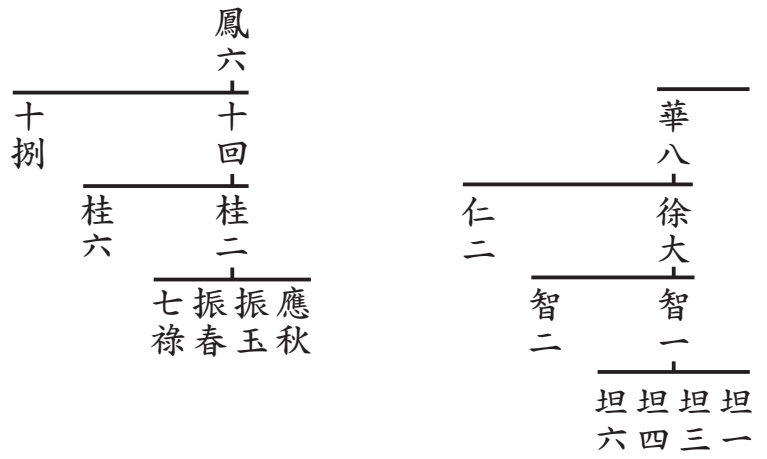 華八
徐大
仁二
智一
智二
坦一
坦三
坦四
坦六
鳳六
十回
十捌
桂二
桂六
應秋
振玉
振春
七祿